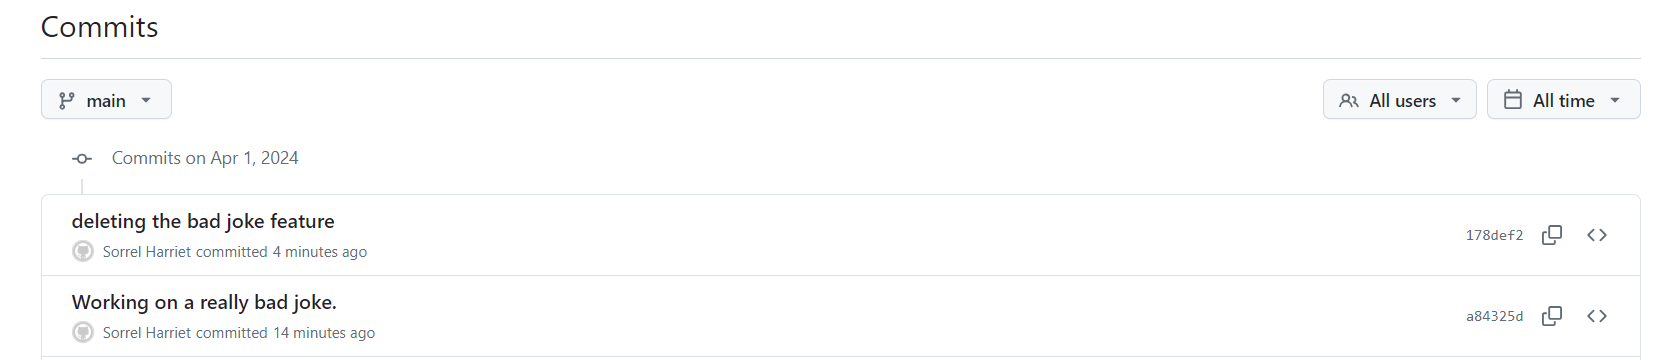 Commits
main
All users
All time
Commits on Apr 1, 2024
deleting the bad joke feature
Sorrel Harriet committed 4 minutes ago
178def2
Working on a really bad joke.
Sorrel Harriet committed 14 minutes ago
a84325d